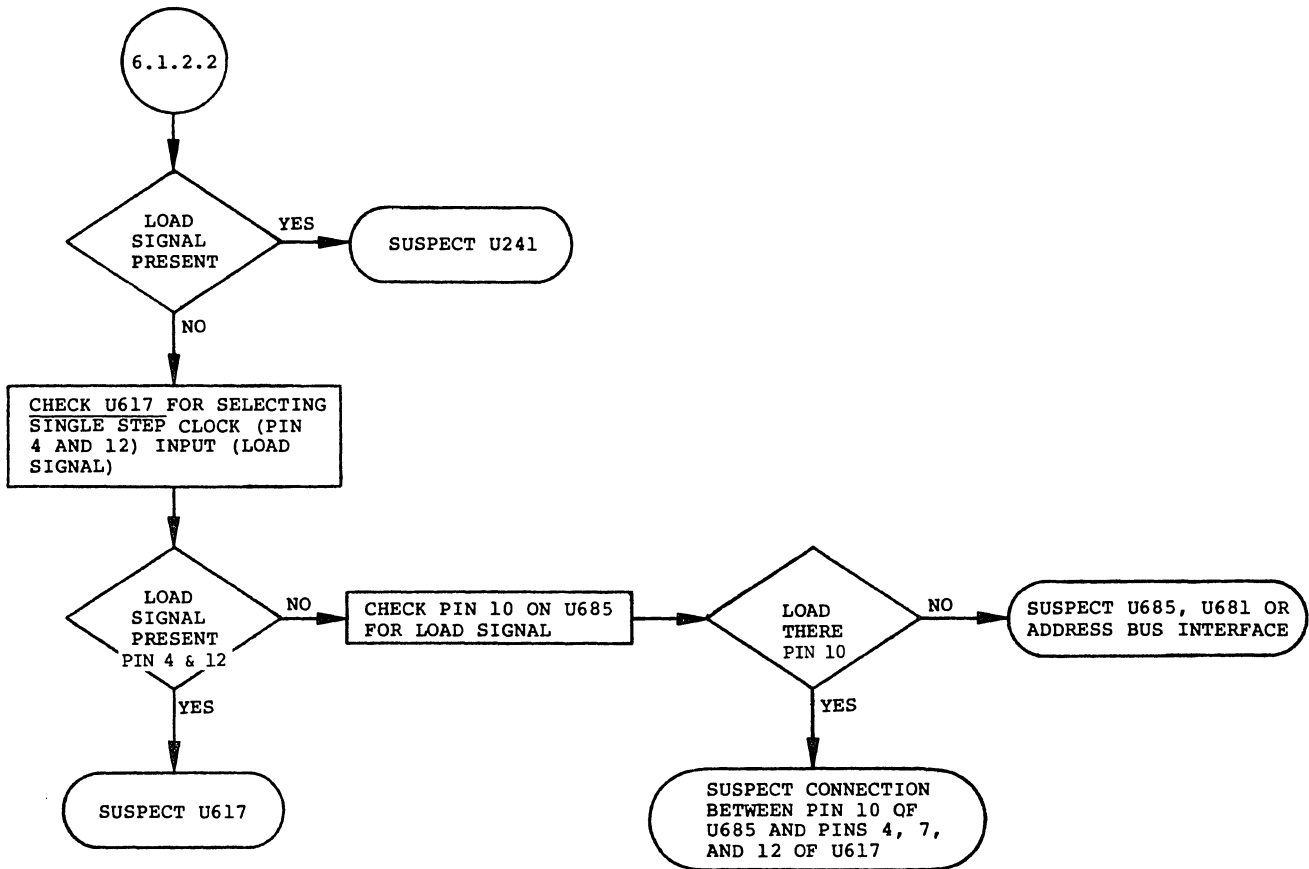 6.1.2.2
LOAD
SIGNAL
PRESENT
YES
SUSPECT U241
NO
CHECK U617 FOR SELECTING
SINGLE STEP CLOCK (PIN
4 AND 12) INPUT (LOAD
SIGNAL)
LOAD
SIGNAL
PRESENT
PIN 4 & 12
NO
CHECK PIN 10 ON U685
FOR LOAD SIGNAL
LOAD
THERE
PIN 10
NO
SUSPECT U685, U681 OR
ADDRESS BUS INTERFACE
YES
SUSPECT U617
YES
SUSPECT CONNECTION
BETWEEN PIN 10 OF
U685 AND PINS 4, 7,
AND 12 OF U617